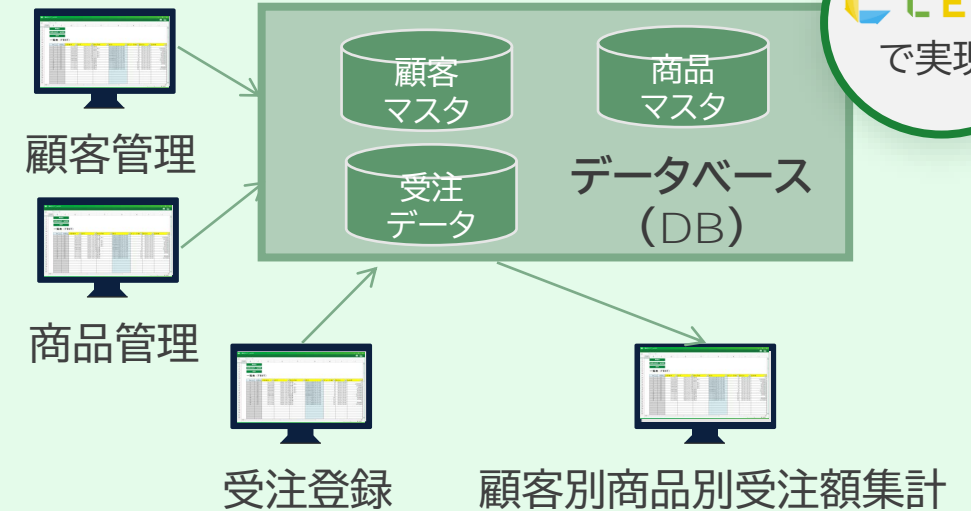 顧客
マスタ
商品
マスタ
で実現
顧客管理
受注
データ
データベース
(DB)
商品管理
受注登録
顧客別商品別受注額集計